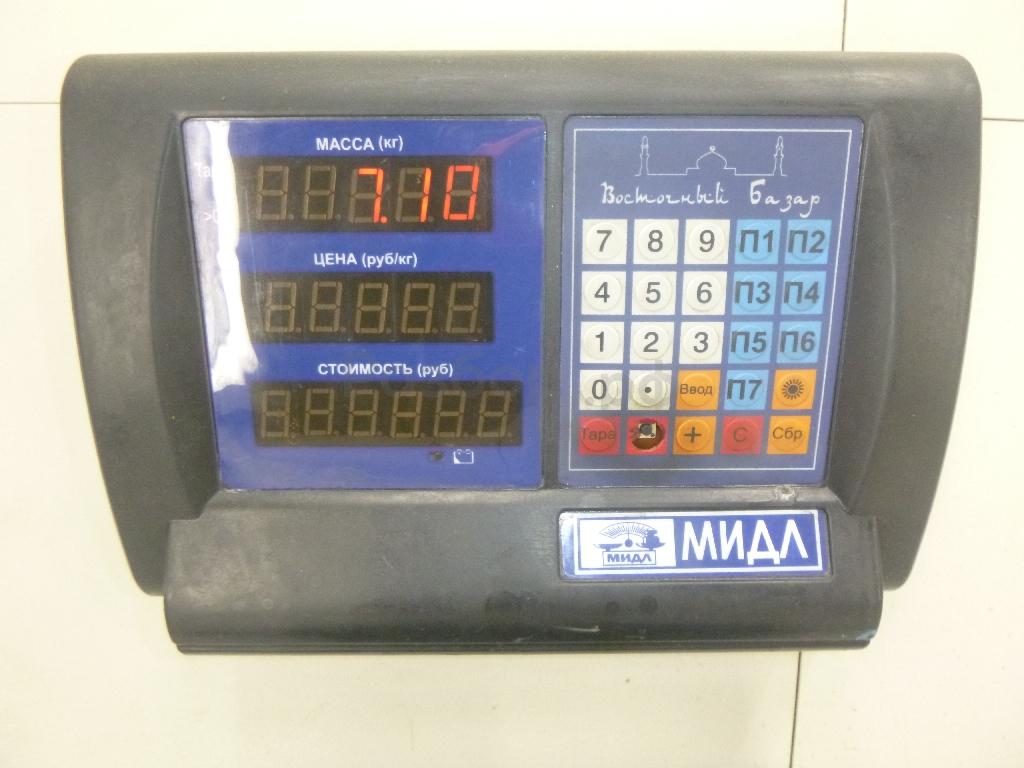 МАССА (кг)
7.10
ЦЕНА (руб/кг)
СТОИМОСТЬ (руб)
Восточный Базар
7 8 9 П1 П2
4 5 6 П3 П4
1 2 3 П5 П6
0 . Ввод П7
Тара + С Сбр
МИДЛ МИДЛ